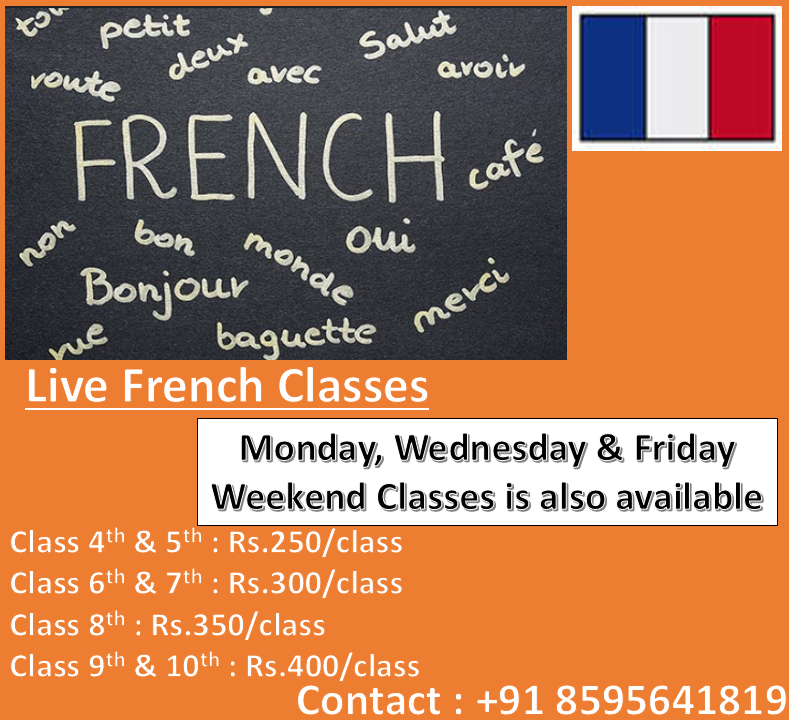 petit
deux
Salut
route
avec
avoir
FRENCH
café
non
bon
monde
oui
Bonjour
merci
rue
baguette
Live French Classes
Monday, Wednesday & Friday
Weekend Classes is also available
Class 4th & 5th : Rs.250/class
Class 6th & 7th : Rs.300/class
Class 8th : Rs.350/class
Class 9th & 10th : Rs.400/class
Contact : +91 8595641819